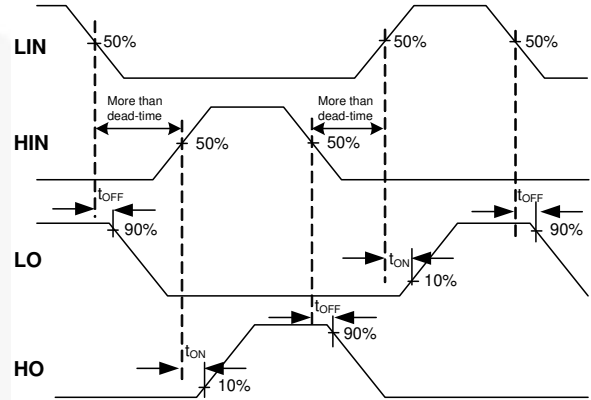 LIN
50%
50%
50%
More than
dead-time
More than
dead-time
HIN
50%
50%
tOFF
tOFF
90%
90%
LO
tON
10%
tOFF
90%
tON
HO
10%